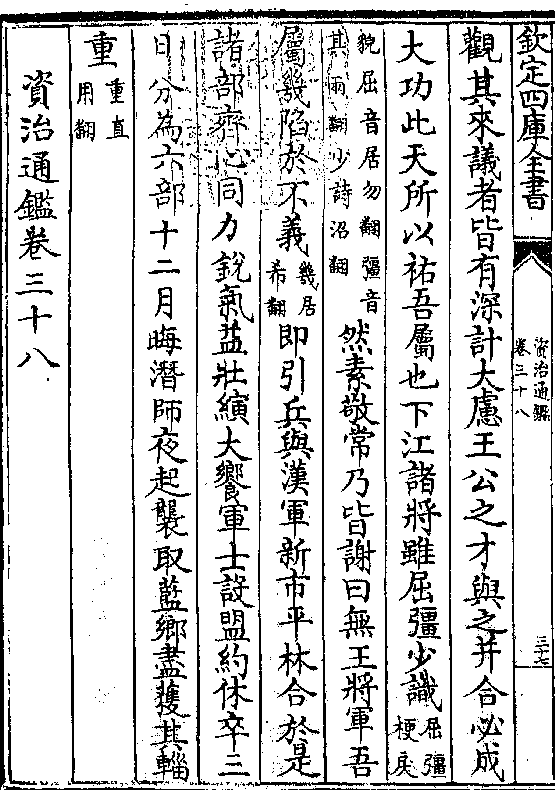 欽定四庫全書
資治通鑑
卷三十八
三十七
觀其來議者皆有深計大慮王公之才與之并合必成
大功此天所以祐吾屬也下江諸將雖屈彊少識屈彊梗戾
貌屈音居勿翻彊音其兩翻少詩沼翻然素敬常乃皆謝曰無王將軍吾
屬幾陷於不義幾居希翻即引兵與漢軍新市平林合於是
諸部齊心同力銳氣益壯縯大饗軍士設盟約休卒三
日分為六部十二月晦潛師夜起襲取藍鄉盡獲其輜
重重直用翻
資治通鑑卷三十八